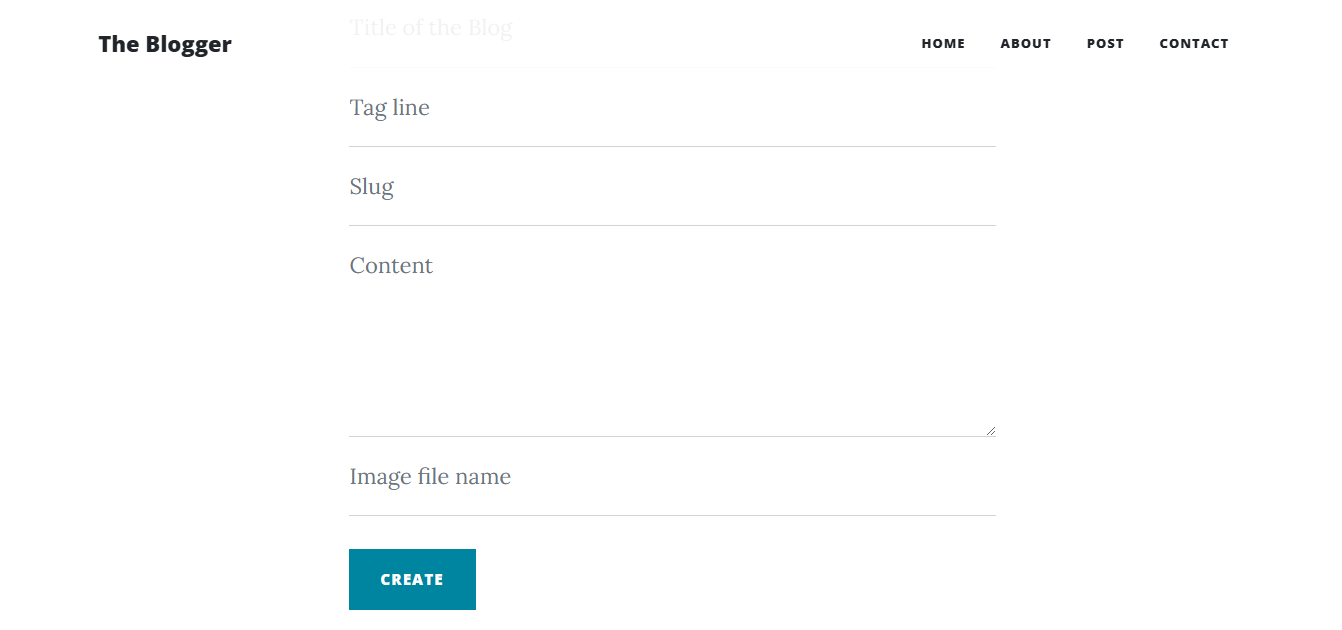 Title of the Blog
The Blogger
HOME ABOUT POST CONTACT
Tag line
Slug
Content
Image file name
CREATE